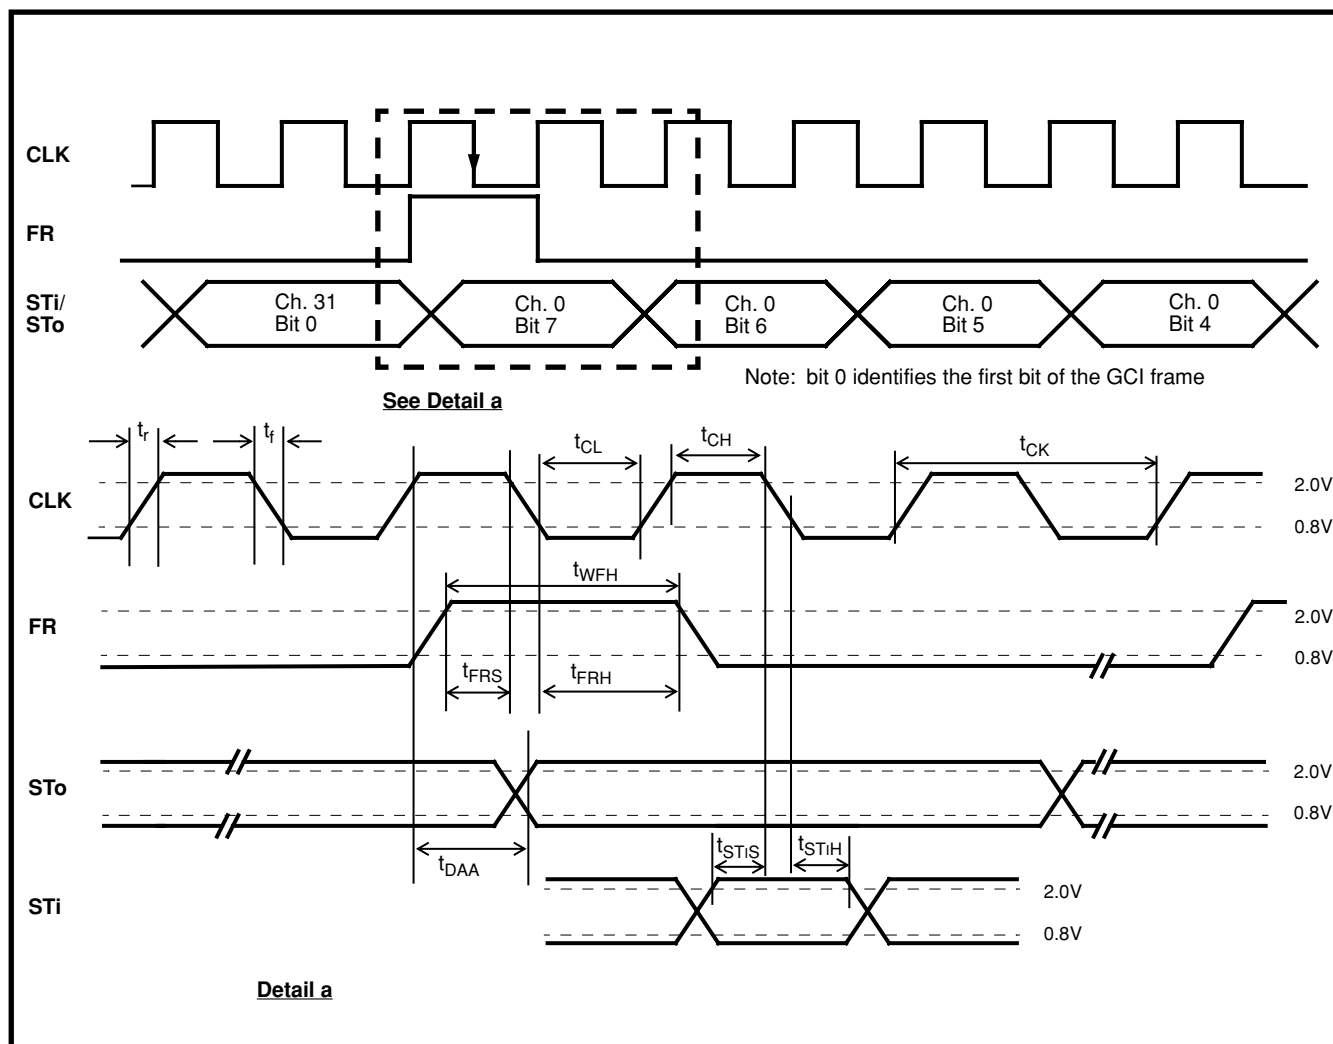 CLK
FR
STi/
STo
Ch. 31
Bit 0
Ch. 0
Bit 7
Ch. 0
Bit 6
Ch. 0
Bit 5
Ch. 0
Bit 4
Note: bit 0 identifies the first bit of the GCI frame
See Detail a
tr
tf
tCL
tCH
tCK
CLK
2.0V
0.8V
tWFH
FR
2.0V
0.8V
tFRS
tFRH
STo
2.0V
0.8V
tDAA
tSTiS
tSTiH
STi
2.0V
0.8V
Detail a